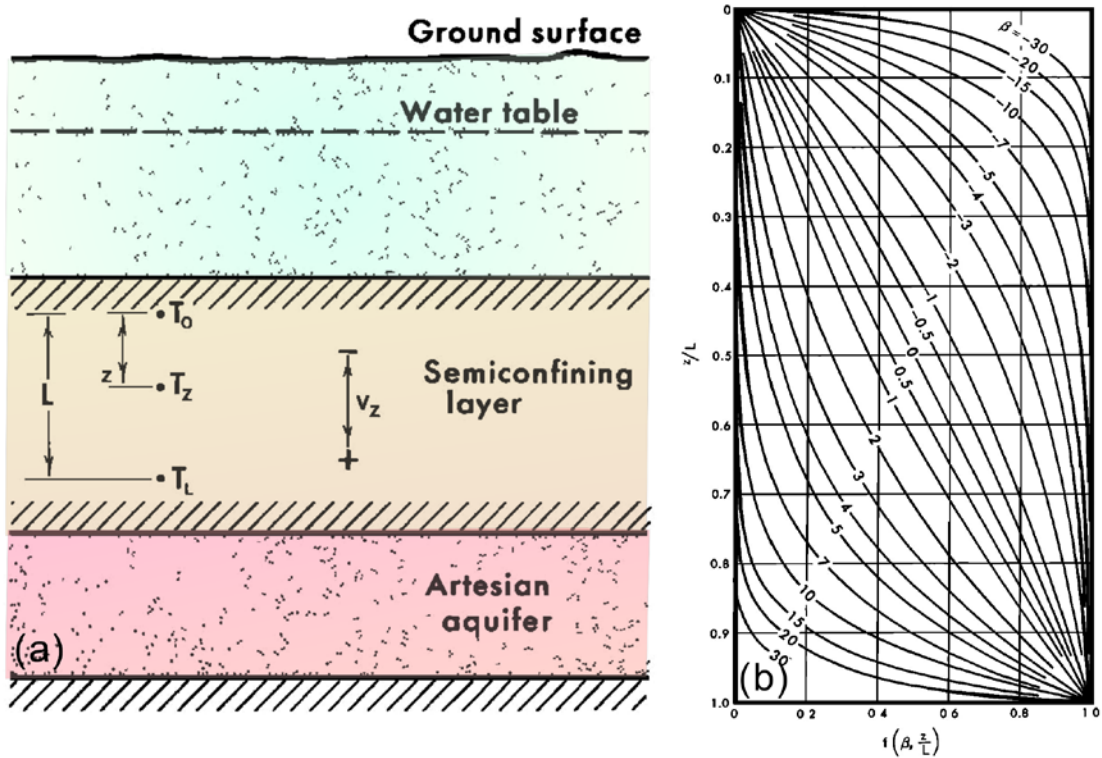 Ground surface
Water table
T₀
z
T_z
L
T_L
v_z
−
+
Semiconfining
layer
Artesian
aquifer
(a)
0
0.1
0.2
0.3
0.4
0.5
0.6
0.7
0.8
0.9
1.0
z/L
β = -30
-20
-15
-10
-7
-5
-4
-3
-2
-1
-0.5
0
0.5
1
2
3
4
5
7
10
15
20
30
(b)
0 0 2 0 4 0.6 0.8 1 0
f(β, z/L)